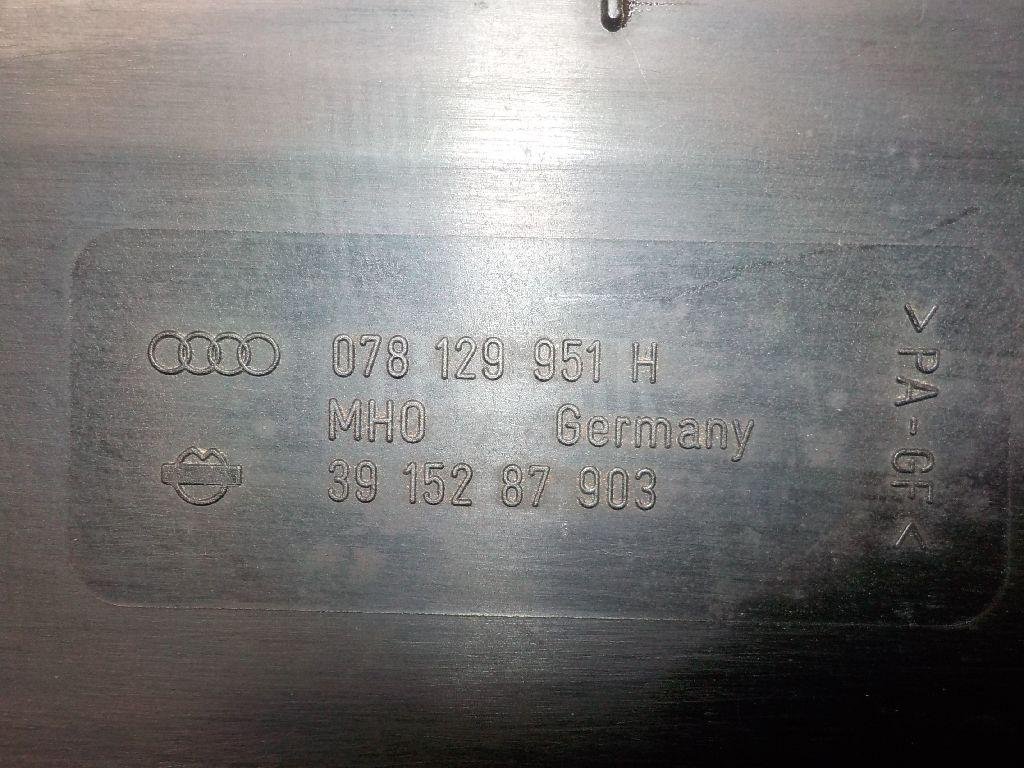 078 129 951 H
MHO Germany
39 152 87 903
>PA-GF<